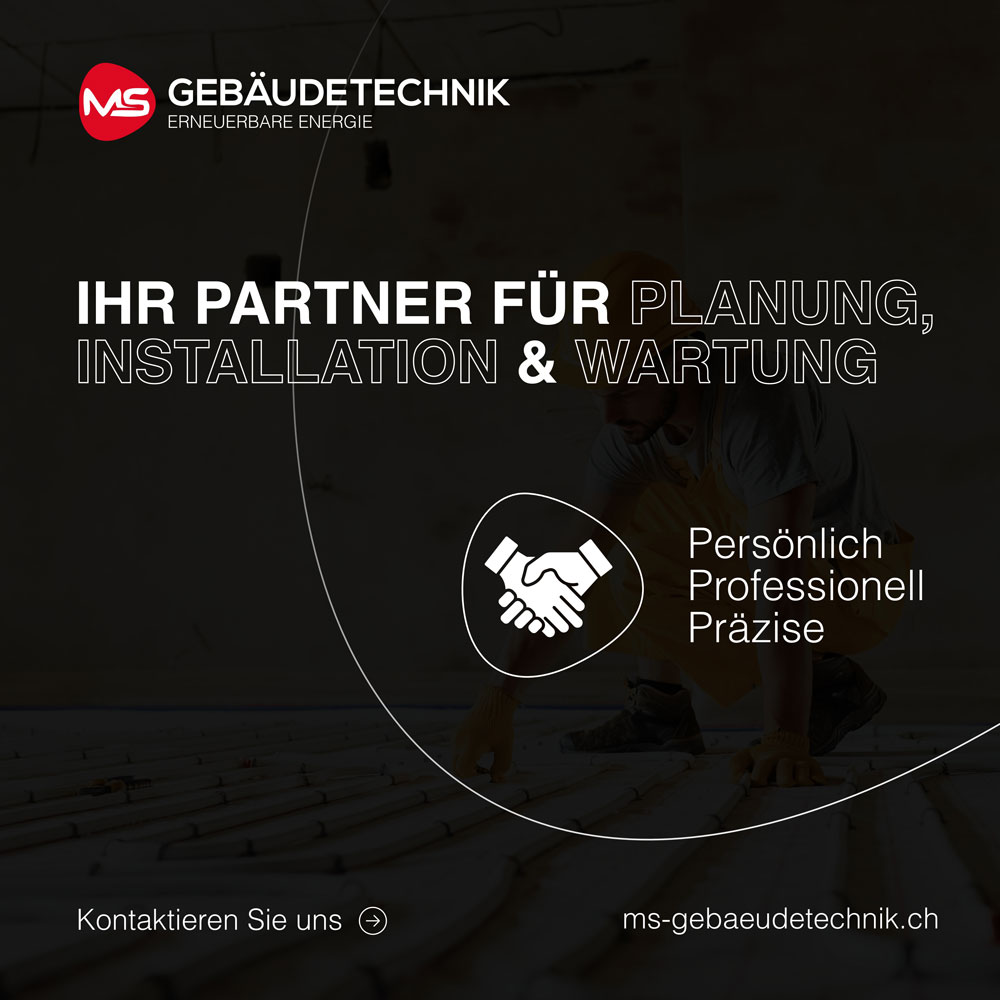 MS GEBÄUDETECHNIK
ERNEUERBARE ENERGIE
IHR PARTNER FÜR PLANUNG,
INSTALLATION & WARTUNG
Persönlich
Professionell
Präzise
Kontaktieren Sie uns
ms-gebaeudetechnik.ch